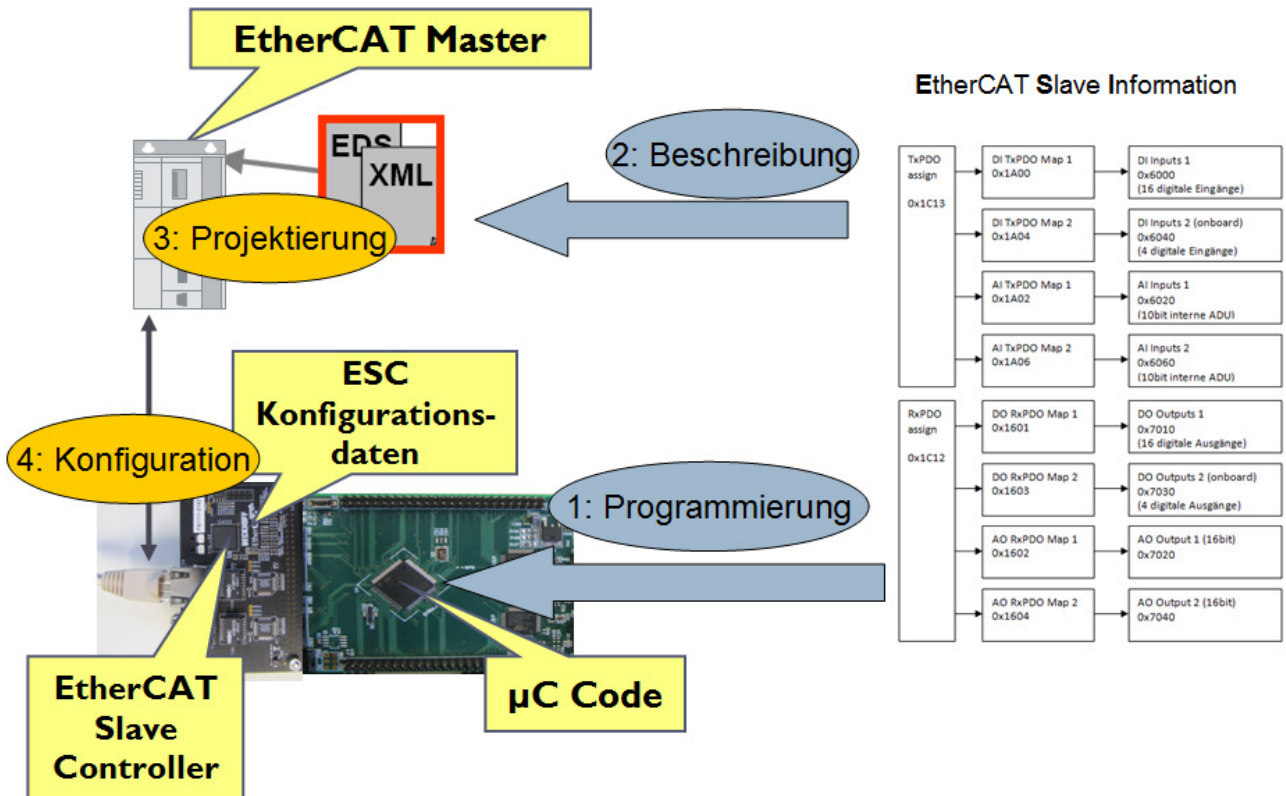 EtherCAT Master
EtherCAT Slave Information
EDS
XML
2: Beschreibung
3: Projektierung
TxPDO
assign
0x1C13
DI TxPDO Map 1
0x1A00
DI Inputs 1
0x6000
(16 digitale Eingänge)
DI TxPDO Map 2
0x1A04
DI Inputs 2 (onboard)
0x6040
(4 digitale Eingänge)
AI TxPDO Map 1
0x1A02
AI Inputs 1
0x6020
(10bit interne ADU)
AI TxPDO Map 2
0x1A06
AI Inputs 2
0x6060
(10bit interne ADU)
RxPDO
assign
0x1C12
DO RxPDO Map 1
0x1601
DO Outputs 1
0x7010
(16 digitale Ausgänge)
DO RxPDO Map 2
0x1603
DO Outputs 2 (onboard)
0x7030
(4 digitale Ausgänge)
AO RxPDO Map 1
0x1602
AO Output 1 (16bit)
0x7020
AO RxPDO Map 2
0x1604
AO Output 2 (16bit)
0x7040
ESC
Konfigurations-
daten
4: Konfiguration
1: Programmierung
BECKHOFF
EtherCAT
Slave
Controller
µC Code